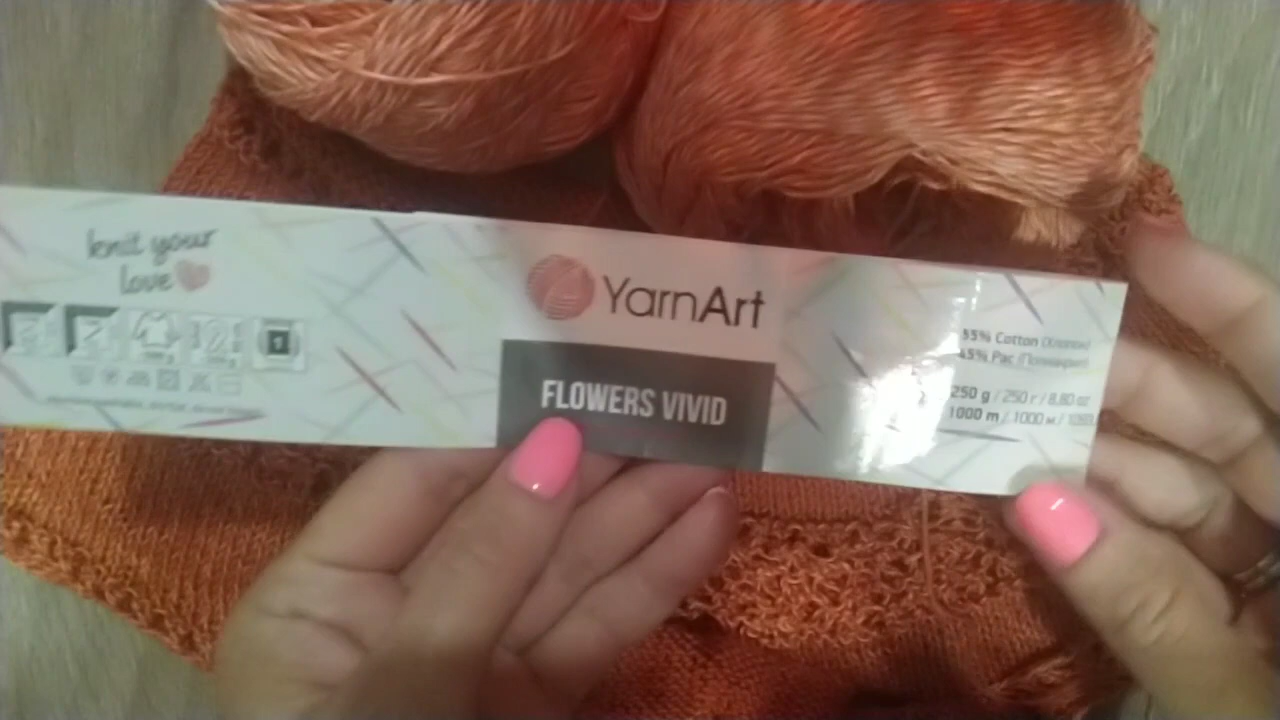 knit your
love
YarnArt
FLOWERS VIVID
55% Cotton (Хлопок)
45% Pac (Полиакрил)
250 g / 250 г / 8.80 oz
1000 m / 1000 м /